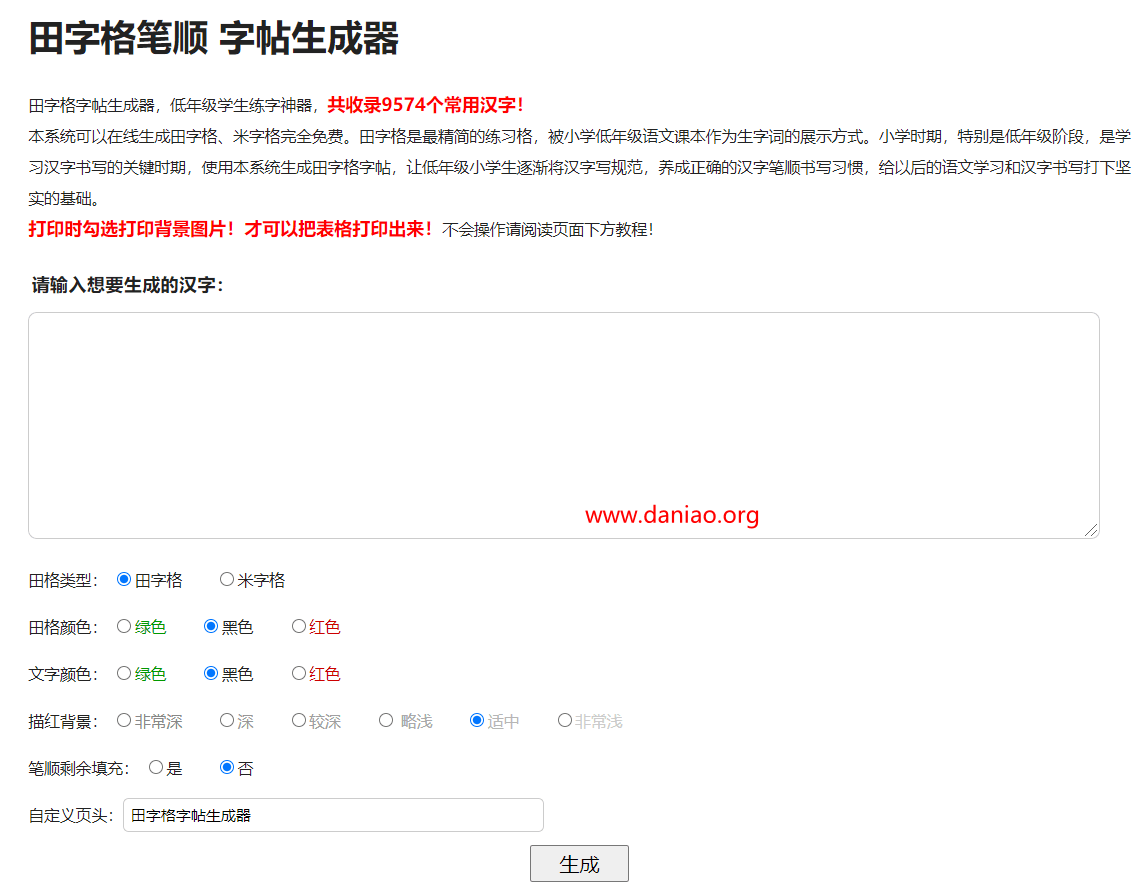 田字格笔顺 字帖生成器
田字格字帖生成器，低年级学生练字神器，共收录9574个常用汉字！
本系统可以在线生成田字格、米字格完全免费。田字格是最精简的练习格，被小学低年级语文课本作为生字词的展示方式。小学时期，特别是低年级阶段，是学
习汉字书写的关键时期，使用本系统生成田字格字帖，让低年级小学生逐渐将汉字写规范，养成正确的汉字笔顺书写习惯，给以后的语文学习和汉字书写打下坚
实的基础。
打印时勾选打印背景图片！才可以把表格打印出来！不会操作请阅读页面下方教程！
请输入想要生成的汉字：
www.daniao.org
田格类型： 田字格 米字格
田格颜色： 绿色 黑色 红色
文字颜色： 绿色 黑色 红色
描红背景： 非常深 深 较深 略浅 适中 非常浅
笔顺剩余填充： 是 否
自定义页头： 田字格字帖生成器
生成